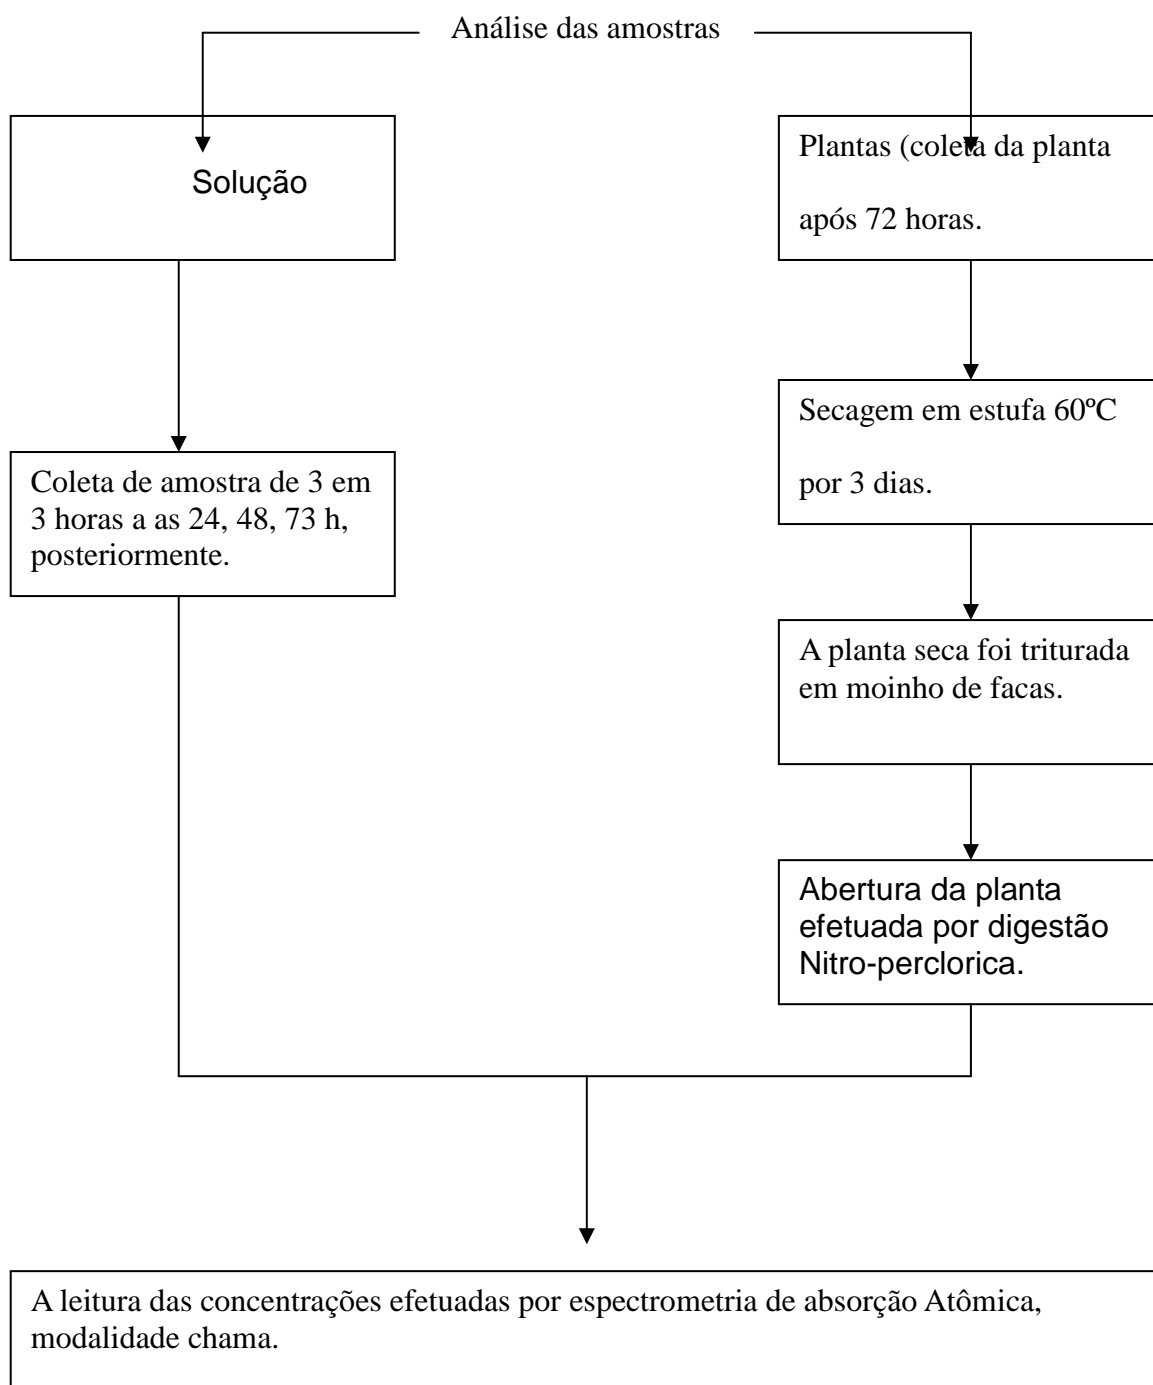 Análise das amostras
Solução
Plantas (coleta da planta
após 72 horas.
Secagem em estufa 60ºC
por 3 dias.
Coleta de amostra de 3 em
3 horas a as 24, 48, 73 h,
posteriormente.
A planta seca foi triturada
em moinho de facas.
Abertura da planta
efetuada por digestão
Nitro-perclorica.
A leitura das concentrações efetuadas por espectrometria de absorção Atômica,
modalidade chama.